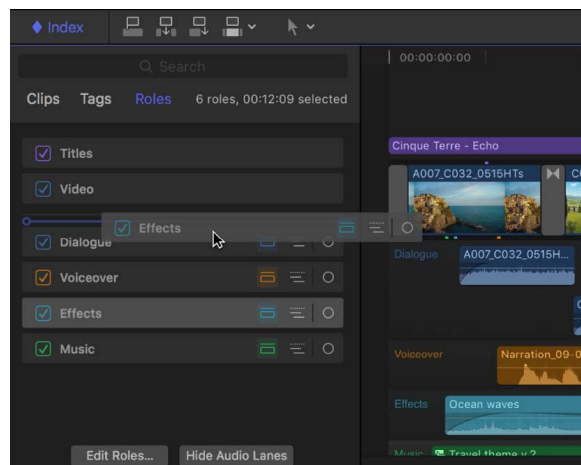 Index
Search
Clips Tags Roles 6 roles, 00:12:09 selected
Titles
Video
Effects
Dialogue
Voiceover
Effects
Music
Edit Roles... Hide Audio Lanes
00:00:00:00
Cinque Terre - Echo
A007_C032_0515HTs
Dialogue A007_C032_0515H...
Voiceover Narration_09-0
Effects Ocean waves
Music Travel theme v.2